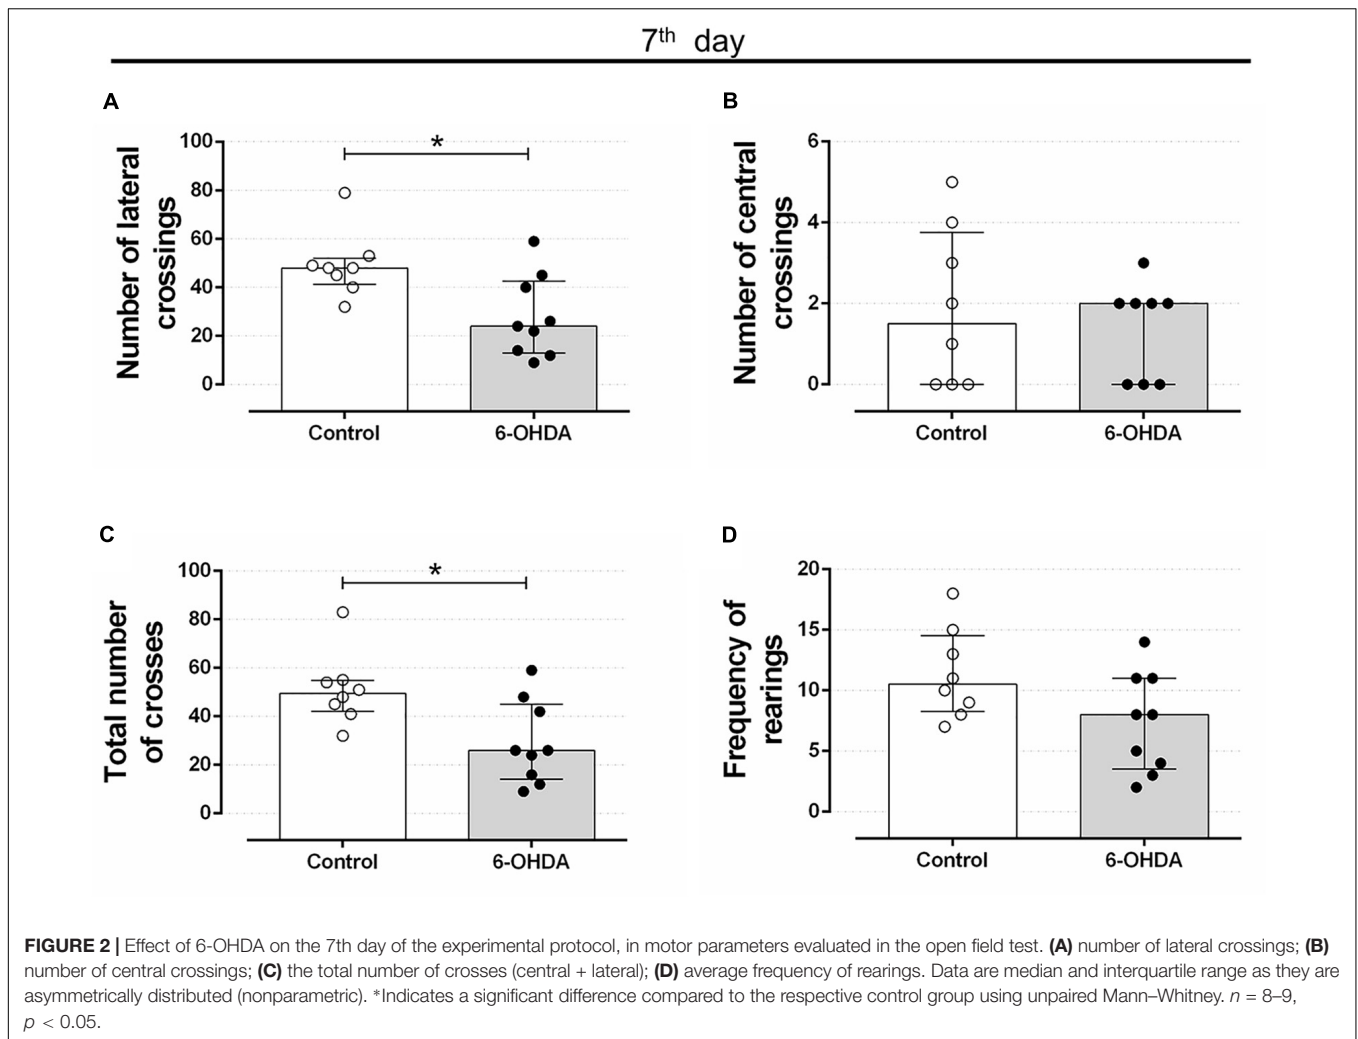 7th day
A
Number of lateral
crossings
100
80
60
40
20
0
*
Control
6-OHDA
B
Number of central
crossings
6
4
2
0
Control
6-OHDA
C
Total number
of crosses
100
80
60
40
20
0
*
Control
6-OHDA
D
Frequency of
rearings
20
15
10
5
0
Control
6-OHDA
FIGURE 2 | Effect of 6-OHDA on the 7th day of the experimental protocol, in motor parameters evaluated in the open field test. (A) number of lateral crossings; (B)
number of central crossings; (C) the total number of crosses (central + lateral); (D) average frequency of rearings. Data are median and interquartile range as they are
asymmetrically distributed (nonparametric). *Indicates a significant difference compared to the respective control group using unpaired Mann–Whitney. n = 8–9,
p < 0.05.